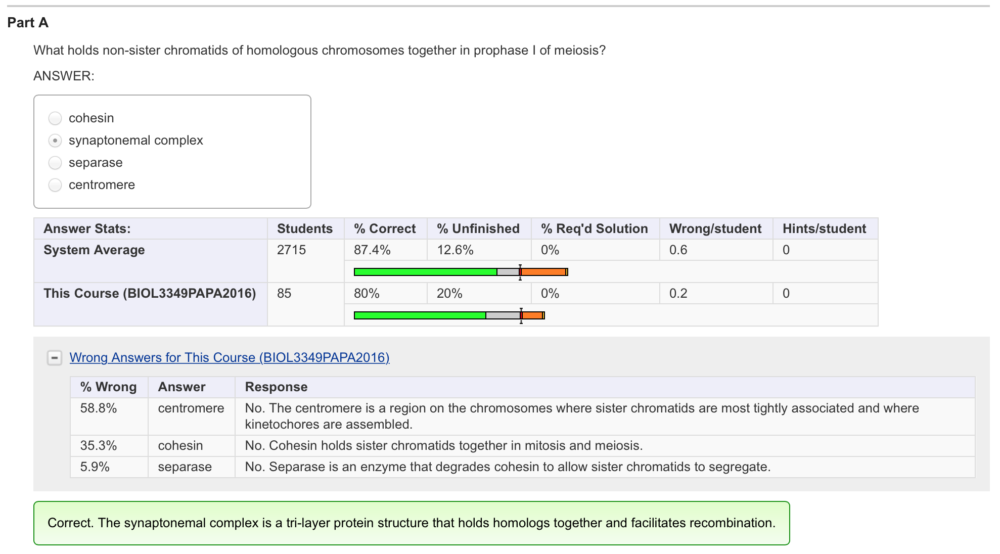 Part A
What holds non-sister chromatids of homologous chromosomes together in prophase I of meiosis?
ANSWER:
cohesin
synaptonemal complex
separase
centromere
Answer Stats: Students % Correct % Unfinished % Req'd Solution Wrong/student Hints/student
System Average 2715 87.4% 12.6% 0% 0.6 0
This Course (BIOL3349PAPA2016) 85 80% 20% 0% 0.2 0
Wrong Answers for This Course (BIOL3349PAPA2016)
% Wrong Answer Response
58.8% centromere No. The centromere is a region on the chromosomes where sister chromatids are most tightly associated and where
kinetochores are assembled.
35.3% cohesin No. Cohesin holds sister chromatids together in mitosis and meiosis.
5.9% separase No. Separase is an enzyme that degrades cohesin to allow sister chromatids to segregate.
Correct. The synaptonemal complex is a tri-layer protein structure that holds homologs together and facilitates recombination.